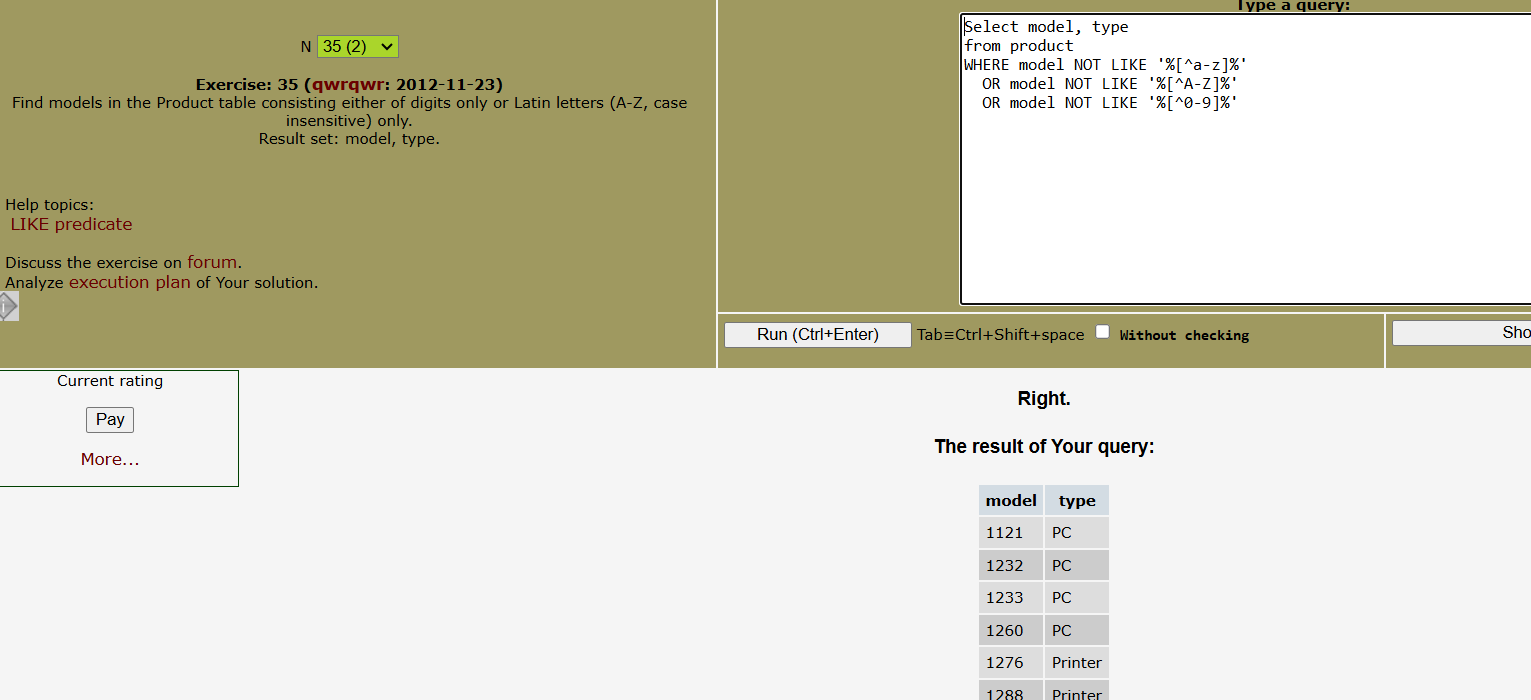 N 35 (2)
Exercise: 35 (qwrqwr: 2012-11-23)
Find models in the Product table consisting either of digits only or Latin letters (A-Z, case
insensitive) only.
Result set: model, type.
Help topics:
LIKE predicate
Discuss the exercise on forum.
Analyze execution plan of Your solution.
Type a query:
Select model, type
from product
WHERE model NOT LIKE '%[^a-z]%'
OR model NOT LIKE '%[^A-Z]%'
OR model NOT LIKE '%[^0-9]%'
Run (Ctrl+Enter) Tab≡Ctrl+Shift+space Without checking
Sho
Current rating
Pay
More...
Right.
The result of Your query:
model type
1121 PC
1232 PC
1233 PC
1260 PC
1276 Printer
1288 Printer